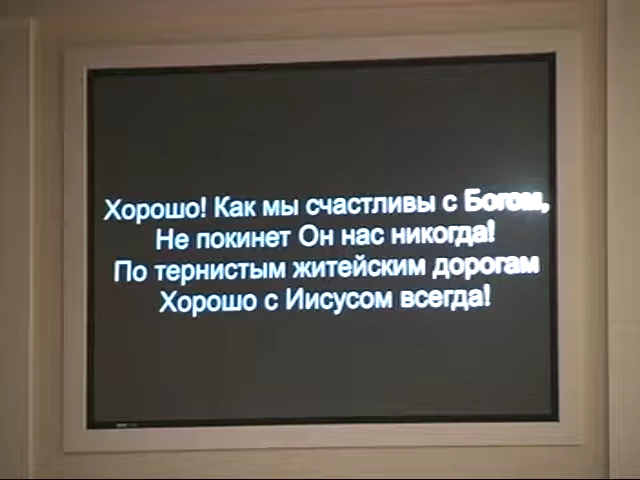 Хорошо! Как мы счастливы с Богом,
Не покинет Он нас никогда!
По тернистым житейским дорогам
Хорошо с Иисусом всегда!